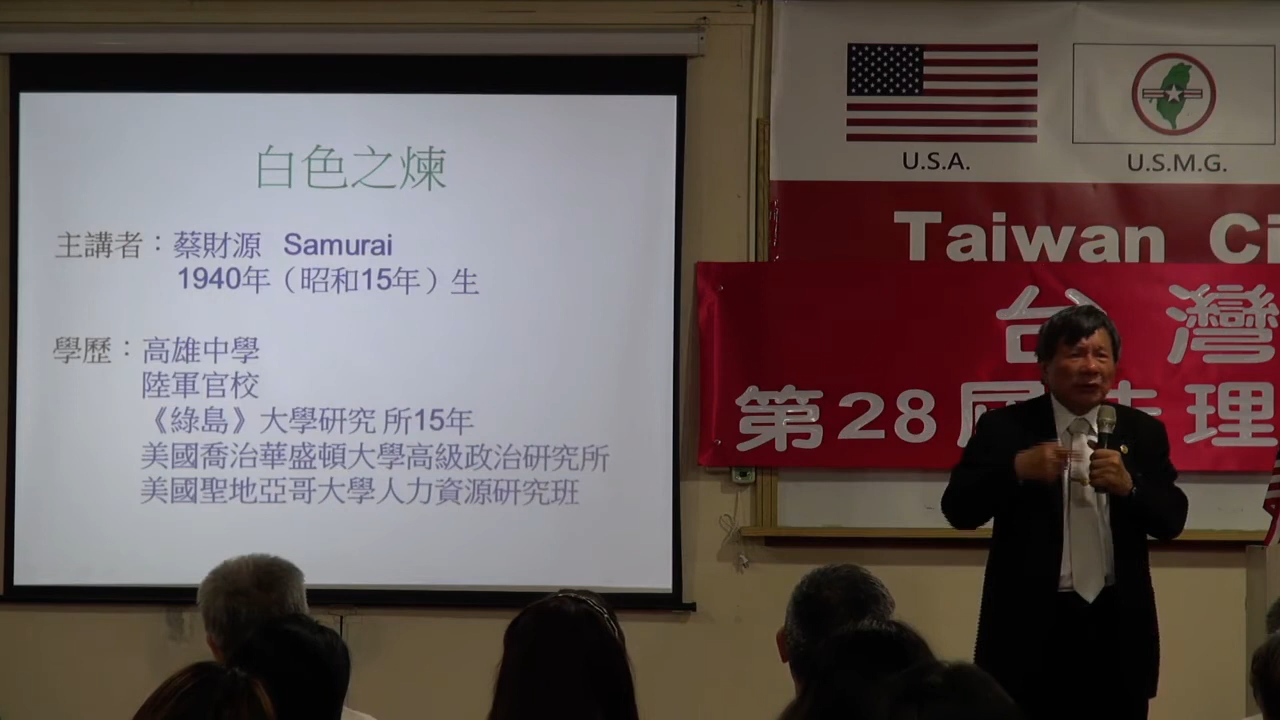 白色之煉
主講者：蔡財源 Samurai
1940年（昭和15年）生
學歷：高雄中學
陸軍官校
《綠島》大學研究所15年
美國喬治華盛頓大學高級政治研究所
美國聖地亞哥大學人力資源研究班
U.S.A.
U.S.M.G.
Taiwan Ci
台灣
第28屆法理